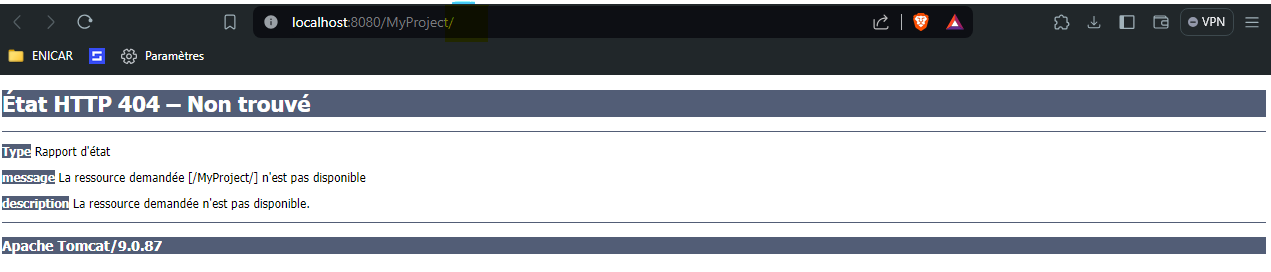 localhost:8080/MyProject/
VPN
ENICAR
Paramètres
État HTTP 404 – Non trouvé
Type Rapport d'état
message La ressource demandée [/MyProject/] n'est pas disponible
description La ressource demandée n'est pas disponible.
Apache Tomcat/9.0.87